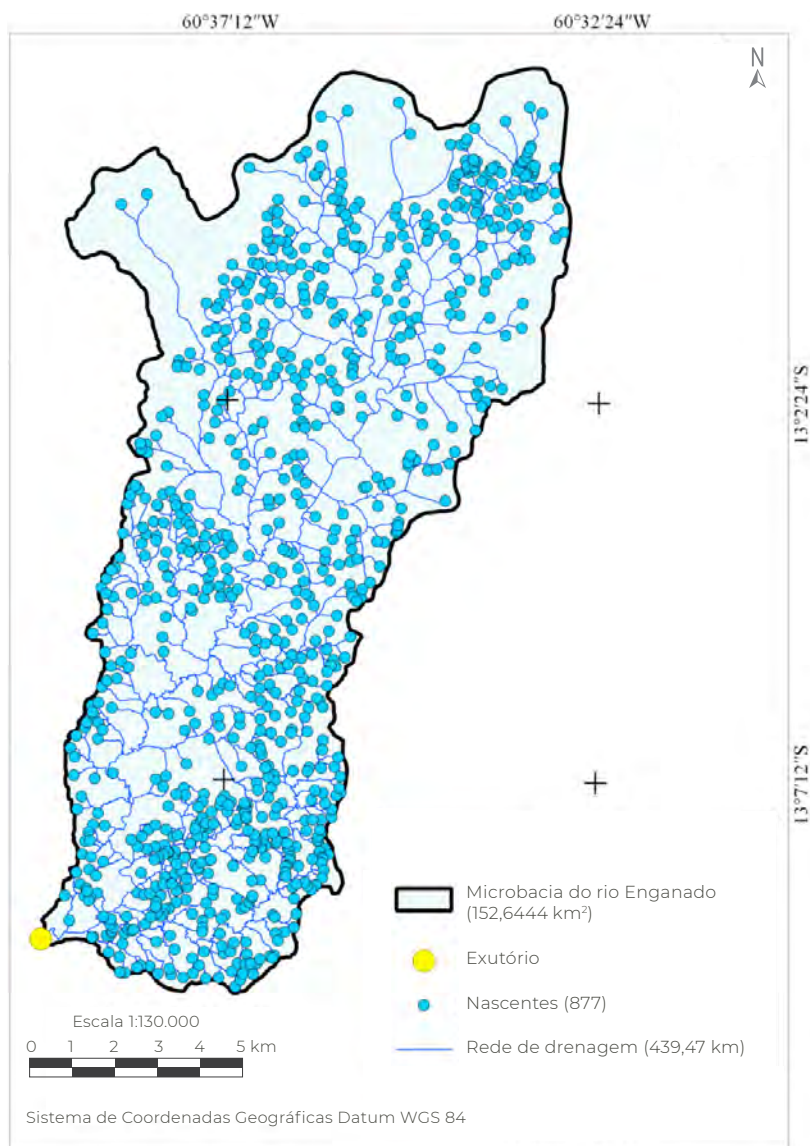 60°37'12"W 60°32'24"W
N
13°2'24"S
13°7'12"S
Microbacia do rio Enganado
(152,6444 km²)
Exutório
Nascentes (877)
Rede de drenagem (439,47 km)
Escala 1:130.000
0 1 2 3 4 5 km
Sistema de Coordenadas Geográficas Datum WGS 84